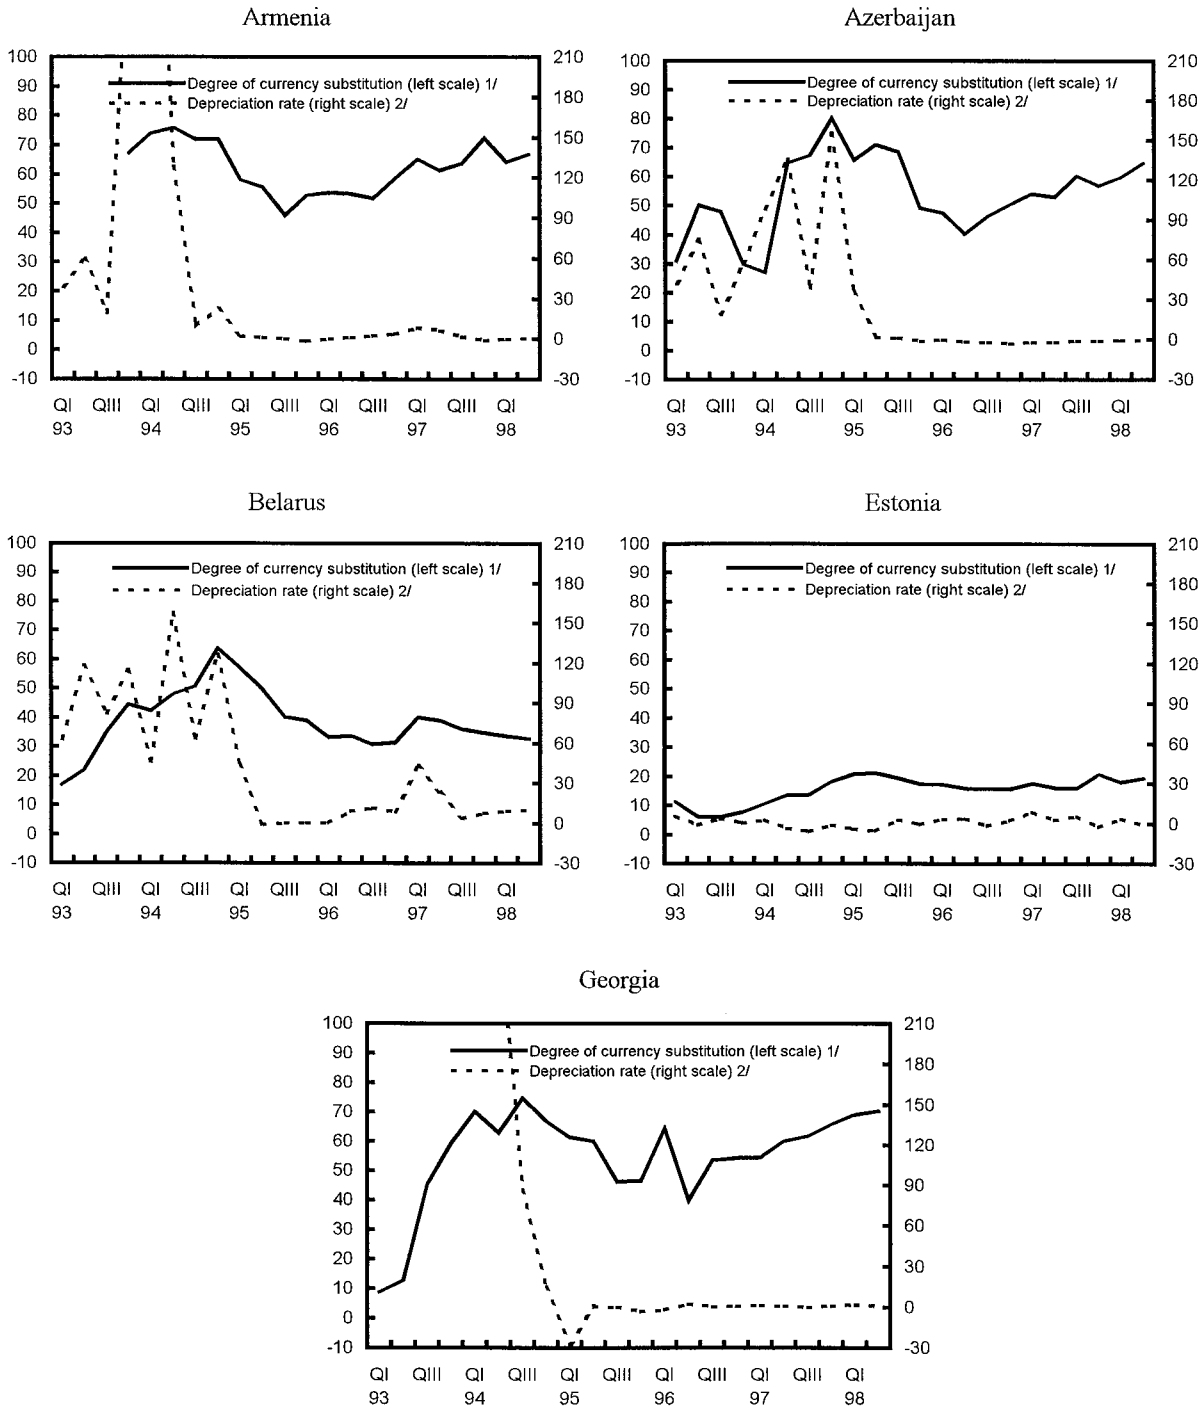 Armenia
Azerbaijan
100 90 80 70 60 50 40 30 20 10 0 -10
Degree of currency substitution (left scale) 1/
Depreciation rate (right scale) 2/
210 180 150 120 90 60 30 0 -30
QI QIII QI QIII QI QIII QI QIII QI QIII QI
93 94 95 96 97 98
100 90 80 70 60 50 40 30 20 10 0 -10
Degree of currency substitution (left scale) 1/
Depreciation rate (right scale) 2/
210 180 150 120 90 60 30 0 -30
QI QIII QI QIII QI QIII QI QIII QI QIII QI
93 94 95 96 97 98
Belarus
Estonia
100 90 80 70 60 50 40 30 20 10 0 -10
Degree of currency substitution (left scale) 1/
Depreciation rate (right scale) 2/
210 180 150 120 90 60 30 0 -30
QI QIII QI QIII QI QIII QI QIII QI QIII QI
93 94 95 96 97 98
100 90 80 70 60 50 40 30 20 10 0 -10
Degree of currency substitution (left scale) 1/
Depreciation rate (right scale) 2/
210 180 150 120 90 60 30 0 -30
QI QIII QI QIII QI QIII QI QIII QI QIII QI
93 94 95 96 97 98
Georgia
100 90 80 70 60 50 40 30 20 10 0 -10
Degree of currency substitution (left scale) 1/
Depreciation rate (right scale) 2/
210 180 150 120 90 60 30 0 -30
QI QIII QI QIII QI QIII QI QIII QI QIII QI
93 94 95 96 97 98